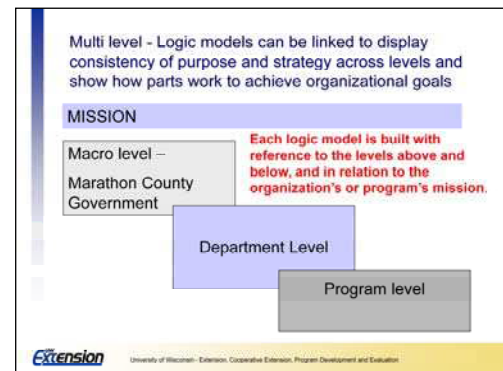 Multi level - Logic models can be linked to display
consistency of purpose and strategy across levels and
show how parts work to achieve organizational goals
MISSION
Macro level –
Marathon County
Government
Each logic model is built with
reference to the levels above and
below, and in relation to the
organization's or program's mission.
Department Level
Program level
Extension
University of Wisconsin - Extension, Cooperative Extension, Program Development and Evaluation